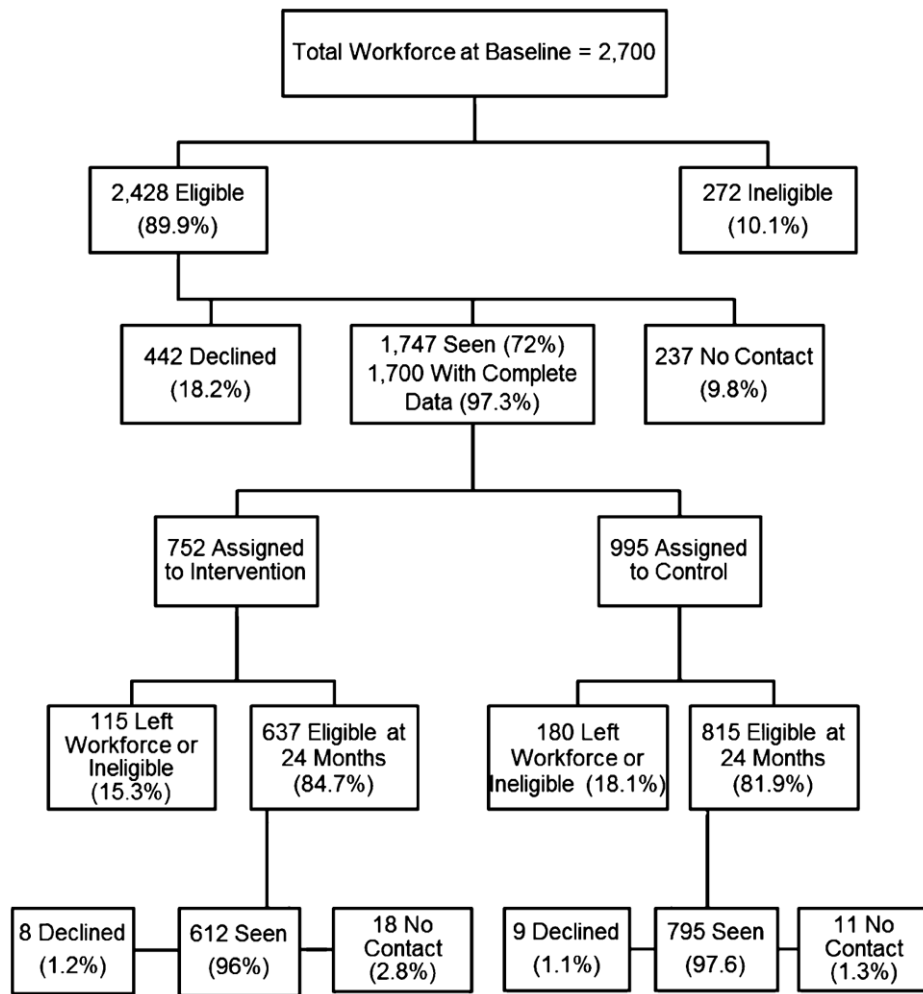 Total Workforce at Baseline = 2,700
2,428 Eligible
(89.9%)
272 Ineligible
(10.1%)
442 Declined
(18.2%)
1,747 Seen (72%)
1,700 With Complete
Data (97.3%)
237 No Contact
(9.8%)
752 Assigned
to Intervention
995 Assigned
to Control
115 Left
Workforce or
Ineligible
(15.3%)
637 Eligible at
24 Months
(84.7%)
180 Left
Workforce or
Ineligible (18.1%)
815 Eligible at
24 Months
(81.9%)
8 Declined
(1.2%)
612 Seen
(96%)
18 No
Contact
(2.8%)
9 Declined
(1.1%)
795 Seen
(97.6)
11 No
Contact
(1.3%)